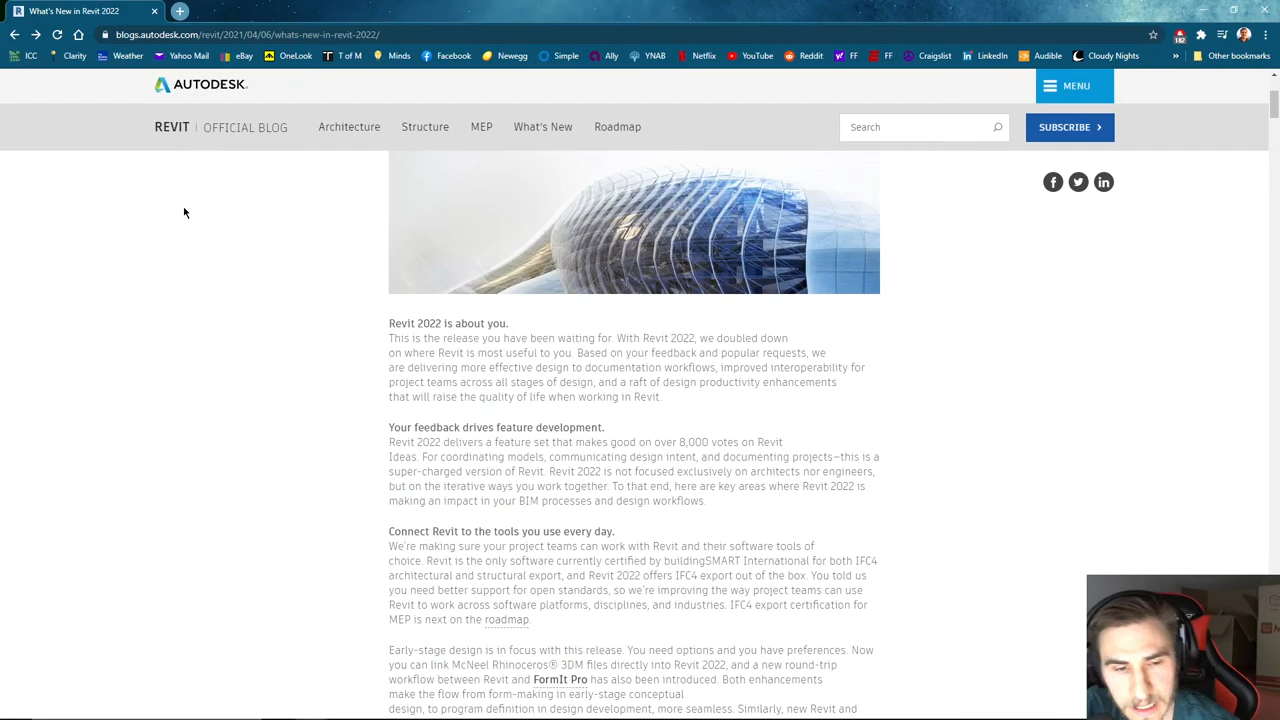 What's New in Revit 2022
blogs.autodesk.com/revit/2021/04/06/whats-new-in-revit-2022/
182
ICC Clarity Weather Yahoo Mail eBay OneLook T of M Minds Facebook Newegg Simple Ally YNAB Netflix YouTube Reddit FF FF Craigslist LinkedIn Audible Cloudy Nights » Other bookmarks
AUTODESK.
MENU
REVIT | OFFICIAL BLOG Architecture Structure MEP What's New Roadmap Search SUBSCRIBE >
Revit 2022 is about you.
This is the release you have been waiting for. With Revit 2022, we doubled down
on where Revit is most useful to you. Based on your feedback and popular requests, we
are delivering more effective design to documentation workflows, improved interoperability for
project teams across all stages of design, and a raft of design productivity enhancements
that will raise the quality of life when working in Revit.
Your feedback drives feature development.
Revit 2022 delivers a feature set that makes good on over 8,000 votes on Revit
Ideas. For coordinating models, communicating design intent, and documenting projects—this is a
super-charged version of Revit. Revit 2022 is not focused exclusively on architects nor engineers,
but on the iterative ways you work together. To that end, here are key areas where Revit 2022 is
making an impact in your BIM processes and design workflows.
Connect Revit to the tools you use every day.
We're making sure your project teams can work with Revit and their software tools of
choice. Revit is the only software currently certified by buildingSMART International for both IFC4
architectural and structural export, and Revit 2022 offers IFC4 export out of the box. You told us
you need better support for open standards, so we're improving the way project teams can use
Revit to work across software platforms, disciplines, and industries. IFC4 export certification for
MEP is next on the roadmap.
Early-stage design is in focus with this release. You need options and you have preferences. Now
you can link McNeel Rhinoceros® 3DM files directly into Revit 2022, and a new round-trip
workflow between Revit and FormIt Pro has also been introduced. Both enhancements
make the flow from form-making in early-stage conceptual
design, to program definition in design development, more seamless. Similarly, new Revit and